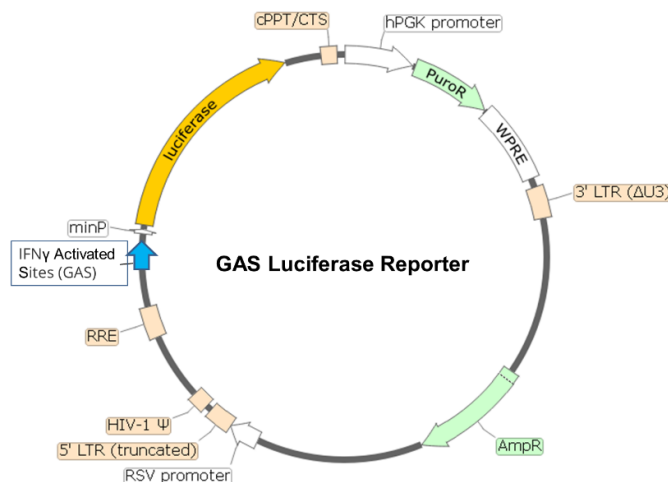 cPPT/CTS
hPGK promoter
PuroR
WPRE
3' LTR (ΔU3)
luciferase
minP
IFNγ Activated
Sites (GAS)
GAS Luciferase Reporter
RRE
HIV-1 Ψ
5' LTR (truncated)
RSV promoter
AmpR